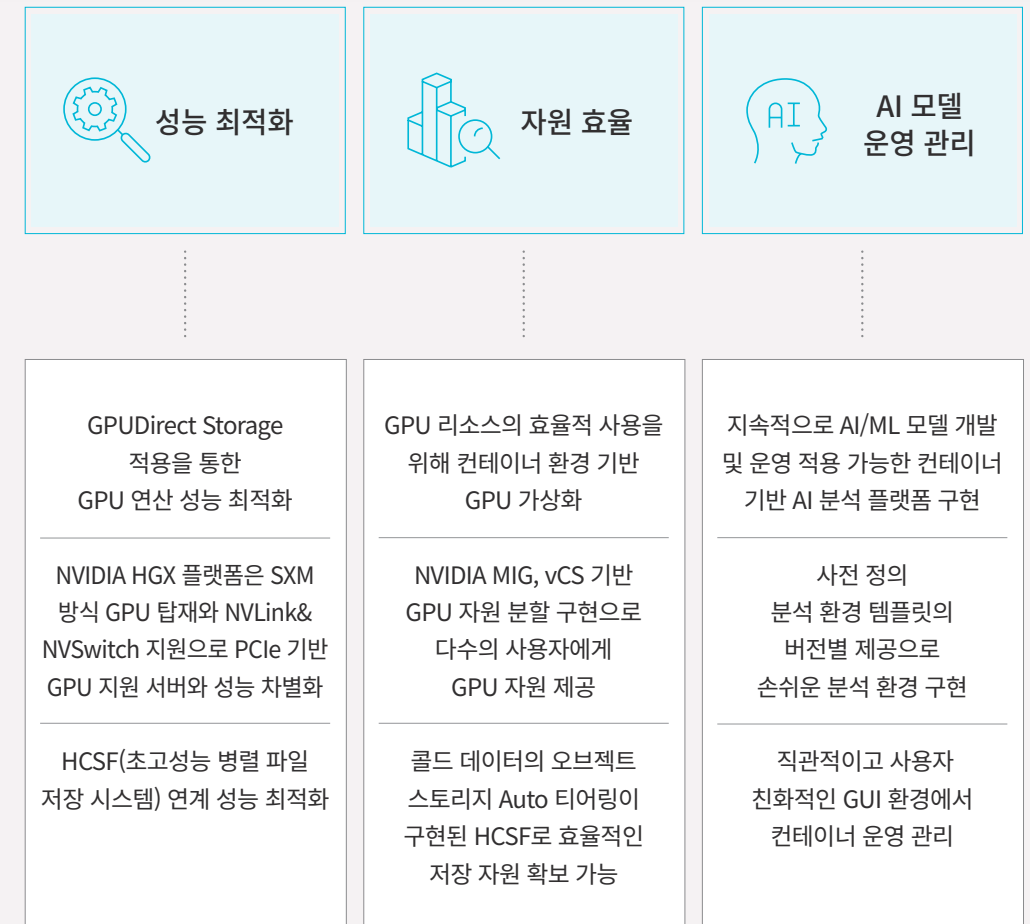 성능 최적화
자원 효율
AI
AI 모델
운영 관리
GPUDirect Storage
적용을 통한
GPU 연산 성능 최적화
NVIDIA HGX 플랫폼은 SXM
방식 GPU 탑재와 NVLink&
NVSwitch 지원으로 PCIe 기반
GPU 지원 서버와 성능 차별화
HCSF(초고성능 병렬 파일
저장 시스템) 연계 성능 최적화
GPU 리소스의 효율적 사용을
위해 컨테이너 환경 기반
GPU 가상화
NVIDIA MIG, vCS 기반
GPU 자원 분할 구현으로
다수의 사용자에게
GPU 자원 제공
콜드 데이터의 오브젝트
스토리지 Auto 티어링이
구현된 HCSF로 효율적인
저장 자원 확보 가능
지속적으로 AI/ML 모델 개발
및 운영 적용 가능한 컨테이너
기반 AI 분석 플랫폼 구현
사전 정의
분석 환경 템플릿의
버전별 제공으로
손쉬운 분석 환경 구현
직관적이고 사용자
친화적인 GUI 환경에서
컨테이너 운영 관리